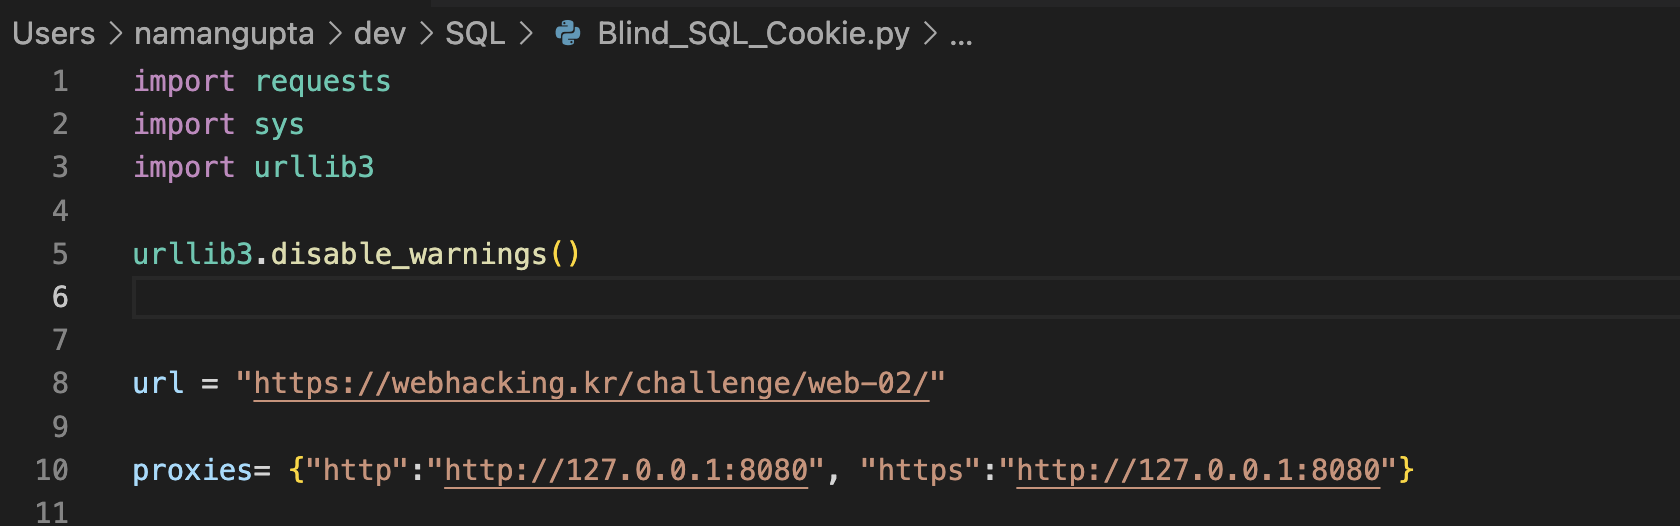 Users > namangupta > dev > SQL > Blind_SQL_Cookie.py > ...
1 import requests
2 import sys
3 import urllib3
4
5 urllib3.disable_warnings()
6
7
8 url = "https://webhacking.kr/challenge/web-02/"
9
10 proxies= {"http":"http://127.0.0.1:8080", "https":"http://127.0.0.1:8080"}
11